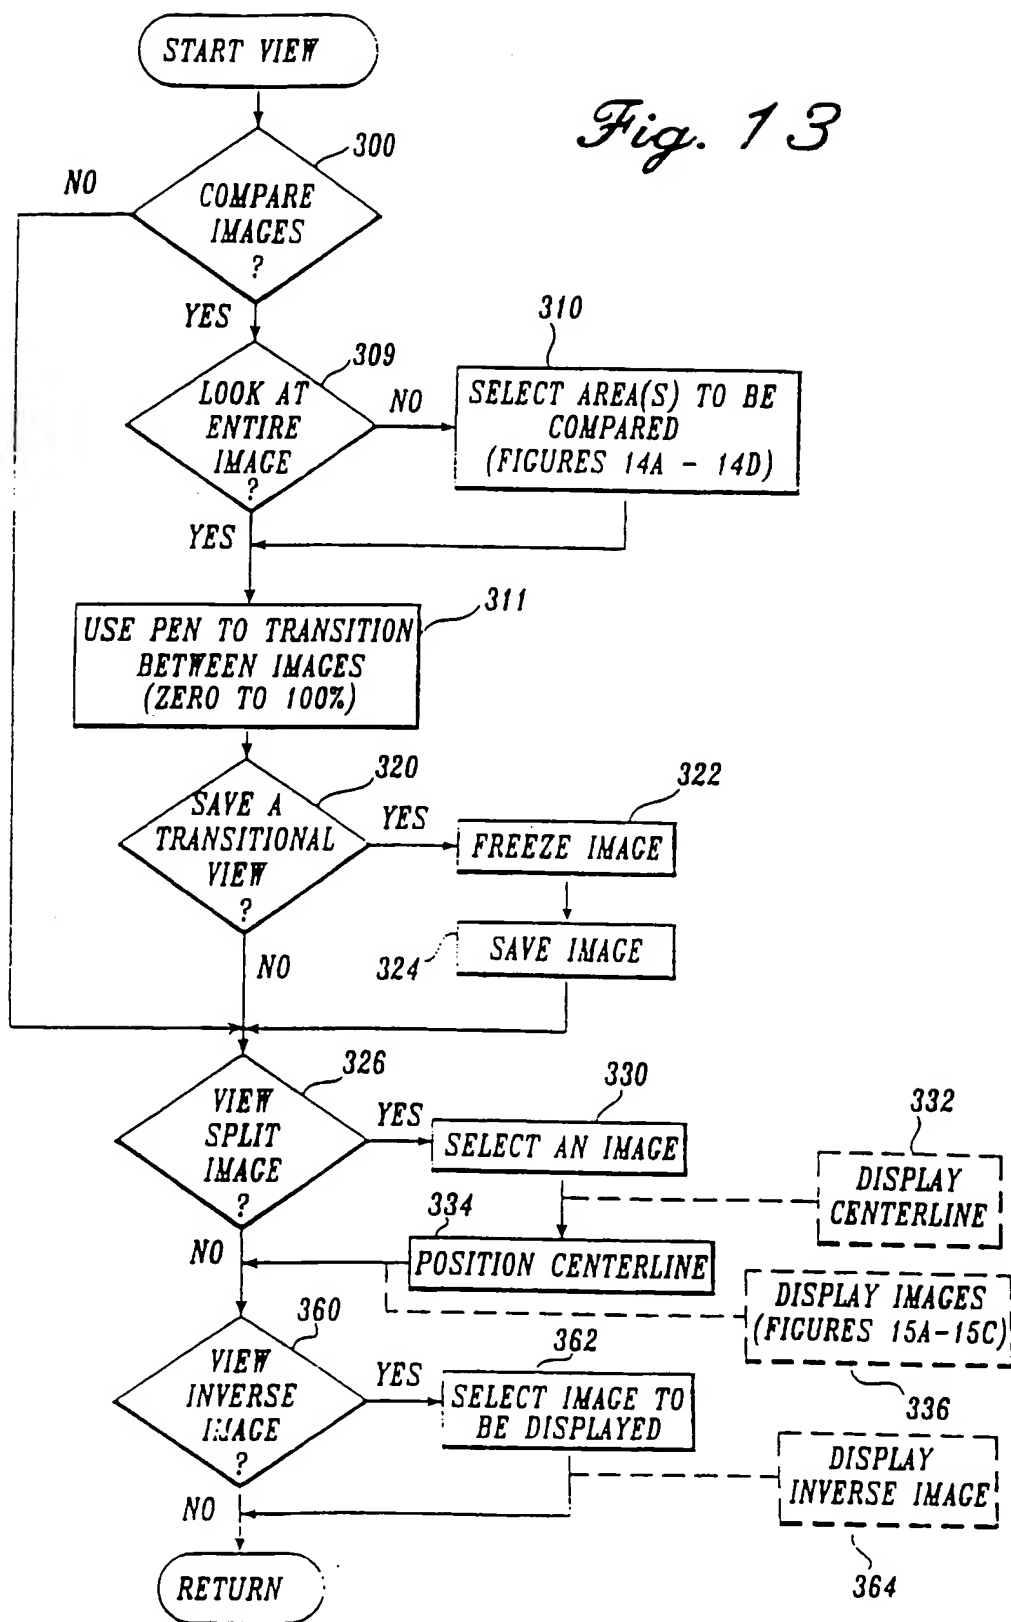 START VIEW
Fig. 13
300
NO
COMPARE
IMAGES
?
YES
309
310
LOOK AT
ENTIRE
IMAGE
?
NO
SELECT AREA(S) TO BE
COMPARED
(FIGURES 14A - 14D)
YES
311
USE PEN TO TRANSITION
BETWEEN IMAGES
(ZERO TO 100%)
320
322
SAVE A
TRANSITIONAL
VIEW
?
YES
FREEZE IMAGE
324
SAVE IMAGE
NO
326
330
332
VIEW
SPLIT
IMAGE
?
YES
SELECT AN IMAGE
DISPLAY
CENTERLINE
334
NO
POSITION CENTERLINE
DISPLAY IMAGES
(FIGURES 15A-15C)
336
360
362
VIEW
INVERSE
IMAGE
?
YES
SELECT IMAGE TO
BE DISPLAYED
DISPLAY
INVERSE IMAGE
364
NO
RETURN